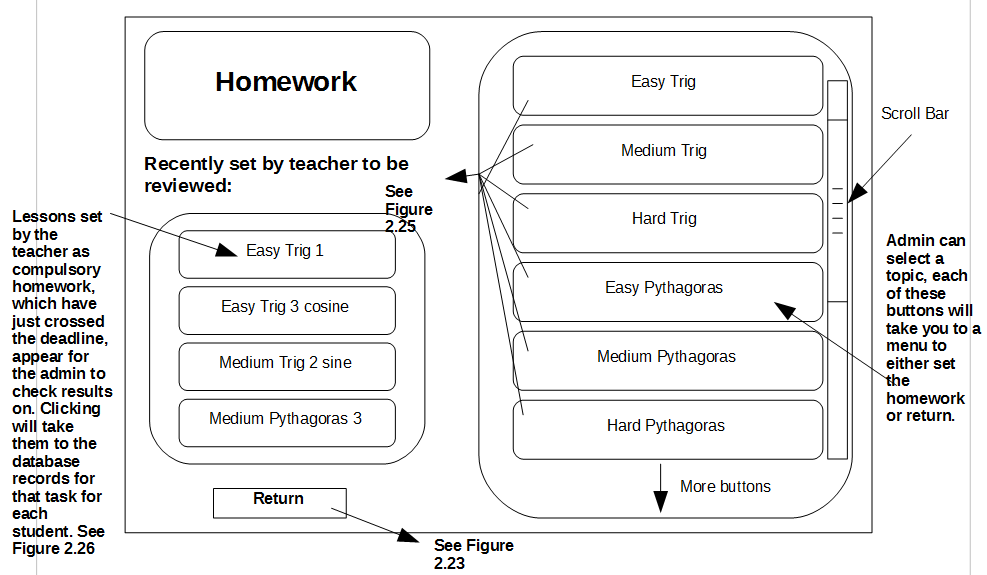 Homework
Recently set by teacher to be
reviewed:
See
Figure
2.25
Lessons set
by the
teacher as
compulsory
homework,
which have
just crossed
the deadline,
appear for
the admin to
check results
on. Clicking
will take
them to the
database
records for
that task for
each
student. See
Figure 2.26
Easy Trig 1
Easy Trig 3 cosine
Medium Trig 2 sine
Medium Pythagoras 3
Return
See Figure
2.23
Easy Trig
Medium Trig
Hard Trig
Easy Pythagoras
Medium Pythagoras
Hard Pythagoras
More buttons
Scroll Bar
Admin can
select a
topic, each
of these
buttons will
take you to a
menu to
either set
the
homework
or return.